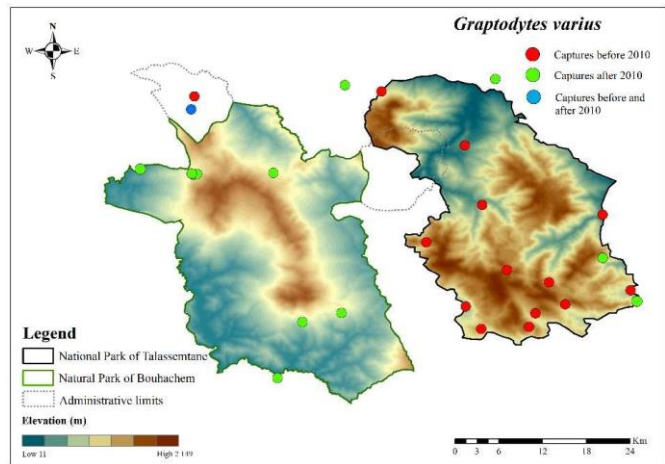 Graptodytes varius
N
W E
S
Captures before 2010
Captures after 2010
Captures before and
after 2010
Legend
National Park of Talassemtane
Natural Park of Bouhachem
Administrative limits
Elevation (m)
Low 11 High 2 149
Km
0 3 6 12 18 24